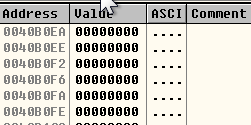 Address Value ASCI Comment
0040B0EA 00000000 ....
0040B0EE 00000000 ....
0040B0F2 00000000 ....
0040B0F6 00000000 ....
0040B0FA 00000000 ....
0040B0FE 00000000 ....